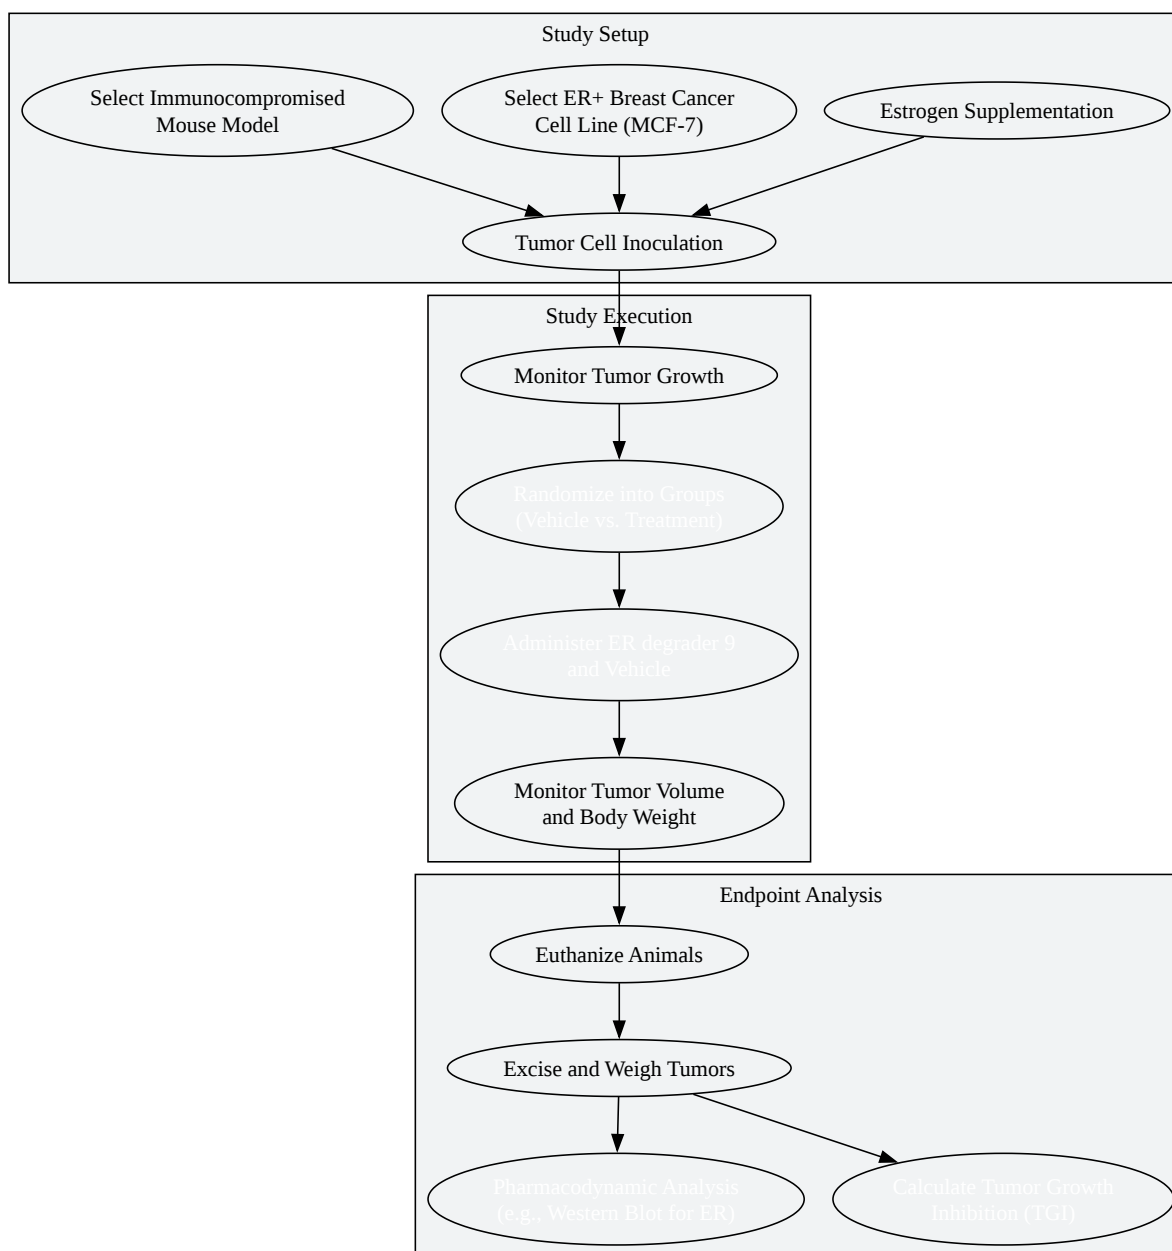 Study Setup
Select Immunocompromised
Mouse Model
Select ER+ Breast Cancer
Cell Line (MCF-7)
Estrogen Supplementation
Tumor Cell Inoculation
Study Execution
Monitor Tumor Growth
Randomize into Groups
(Vehicle vs. Treatment)
Administer ER degrader 9
and Vehicle
Monitor Tumor Volume
and Body Weight
Endpoint Analysis
Euthanize Animals
Excise and Weigh Tumors
Pharmacodynamic Analysis
(e.g., Western Blot for ER)
Calculate Tumor Growth
Inhibition (TGI)